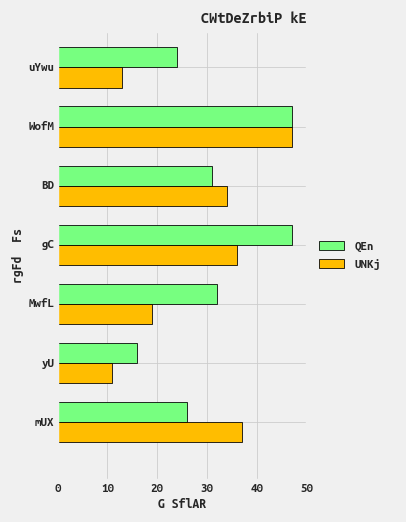 CWtDeZrbiP kE
uYwu
WofM
BD
gC
MwfL
yU
mUX
rgFd  Fs
0 10 20 30 40 50
G SflAR
QEn
UNKj